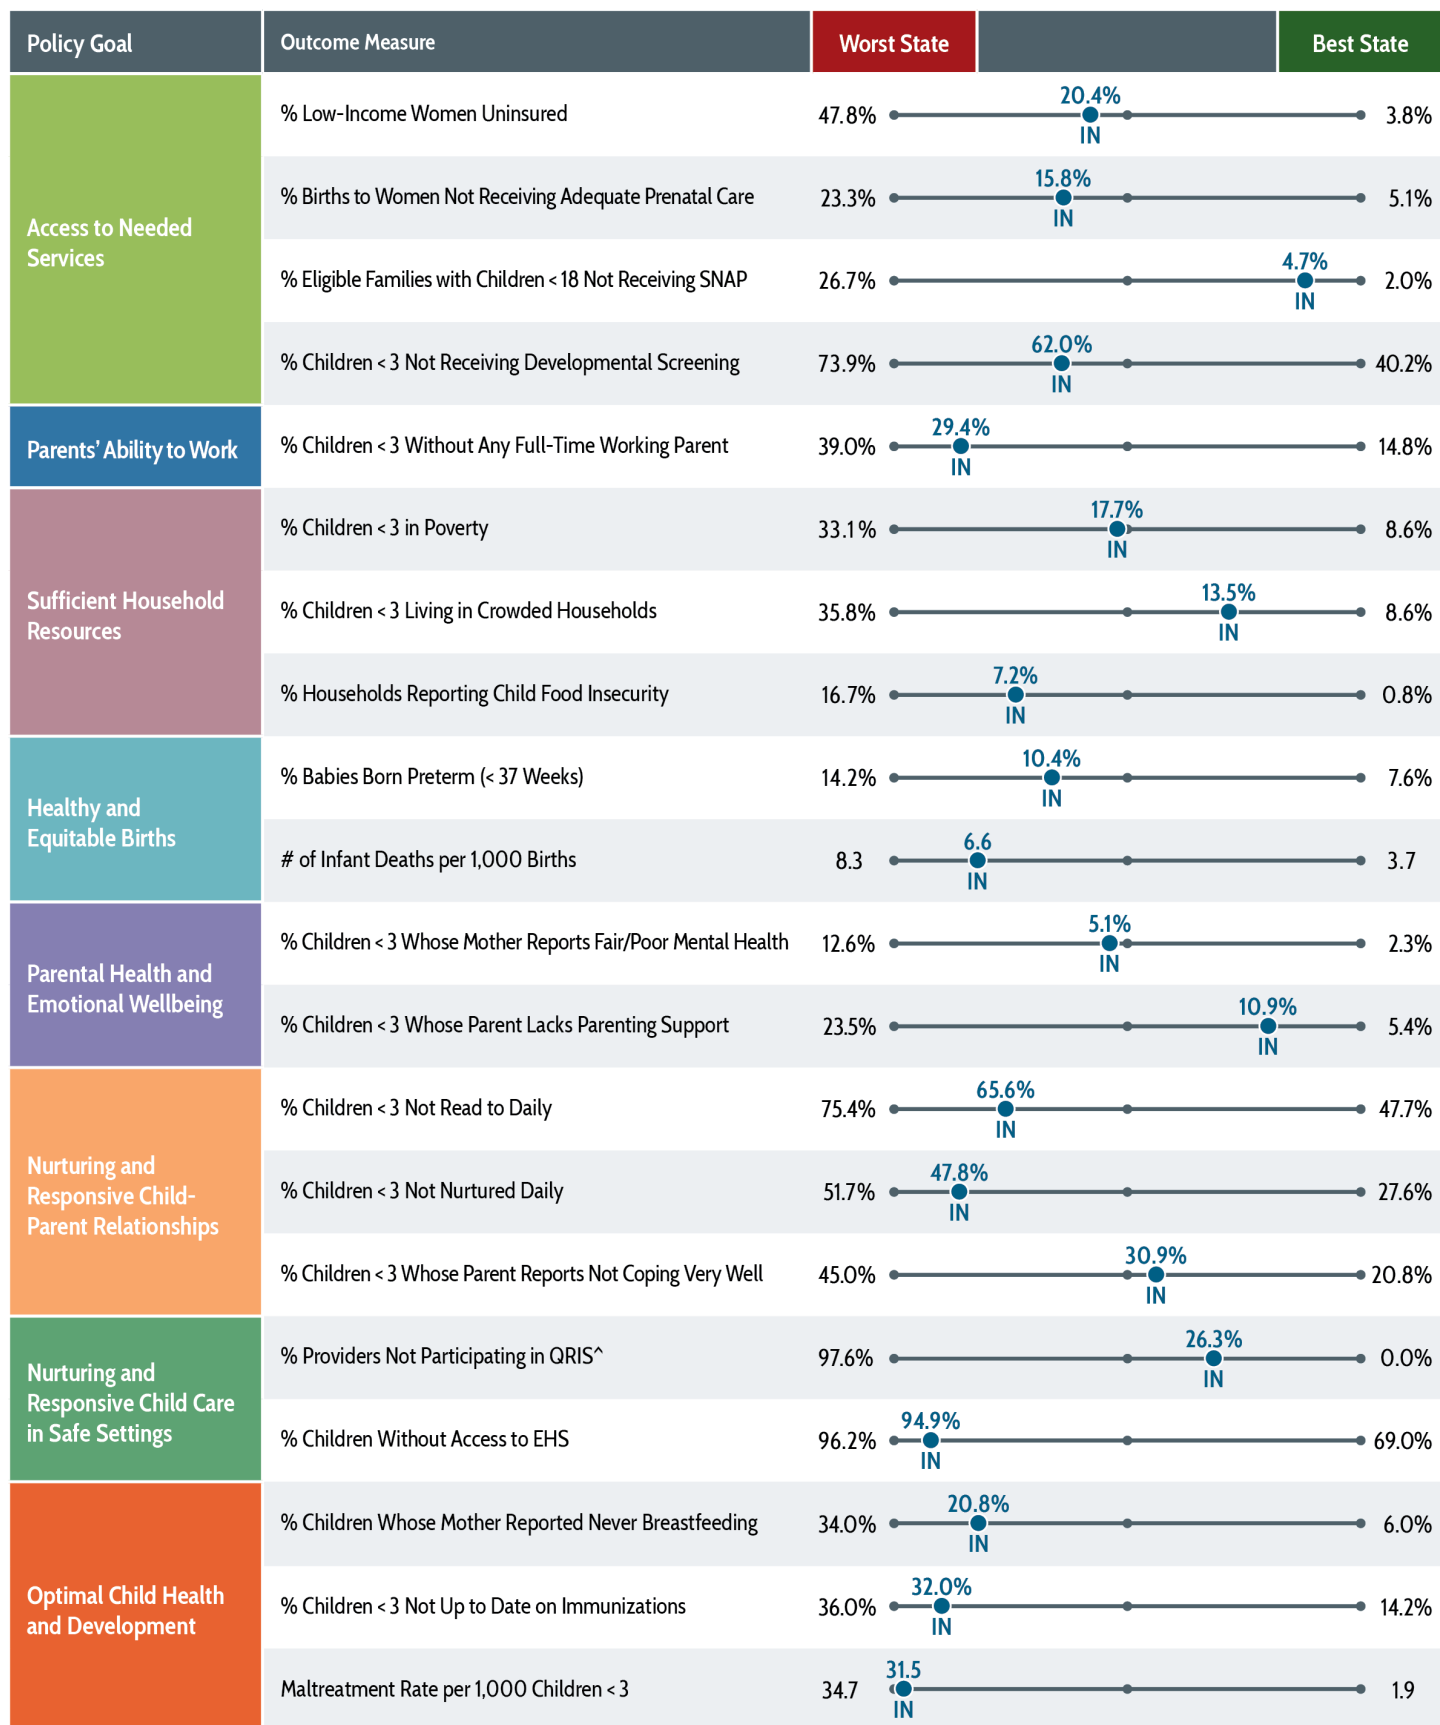 Policy Goal
Outcome Measure
Worst State
Best State
Access to Needed
Services
% Low-Income Women Uninsured
47.8%
20.4%
IN
3.8%
% Births to Women Not Receiving Adequate Prenatal Care
23.3%
15.8%
IN
5.1%
% Eligible Families with Children < 18 Not Receiving SNAP
26.7%
4.7%
IN
2.0%
% Children < 3 Not Receiving Developmental Screening
73.9%
62.0%
IN
40.2%
Parents' Ability to Work
% Children < 3 Without Any Full-Time Working Parent
39.0%
29.4%
IN
14.8%
Sufficient Household
Resources
% Children < 3 in Poverty
33.1%
17.7%
IN
8.6%
% Children < 3 Living in Crowded Households
35.8%
13.5%
IN
8.6%
% Households Reporting Child Food Insecurity
16.7%
7.2%
IN
0.8%
Healthy and
Equitable Births
% Babies Born Preterm (< 37 Weeks)
14.2%
10.4%
IN
7.6%
# of Infant Deaths per 1,000 Births
8.3
6.6
IN
3.7
Parental Health and
Emotional Wellbeing
% Children < 3 Whose Mother Reports Fair/Poor Mental Health
12.6%
5.1%
IN
2.3%
% Children < 3 Whose Parent Lacks Parenting Support
23.5%
10.9%
IN
5.4%
Nurturing and
Responsive Child-
Parent Relationships
% Children < 3 Not Read to Daily
75.4%
65.6%
IN
47.7%
% Children < 3 Not Nurtured Daily
51.7%
47.8%
IN
27.6%
% Children < 3 Whose Parent Reports Not Coping Very Well
45.0%
30.9%
IN
20.8%
Nurturing and
Responsive Child Care
in Safe Settings
% Providers Not Participating in QRIS^
97.6%
26.3%
IN
0.0%
% Children Without Access to EHS
96.2%
94.9%
IN
69.0%
Optimal Child Health
and Development
% Children Whose Mother Reported Never Breastfeeding
34.0%
20.8%
IN
6.0%
% Children < 3 Not Up to Date on Immunizations
36.0%
32.0%
IN
14.2%
Maltreatment Rate per 1,000 Children < 3
34.7
31.5
IN
1.9